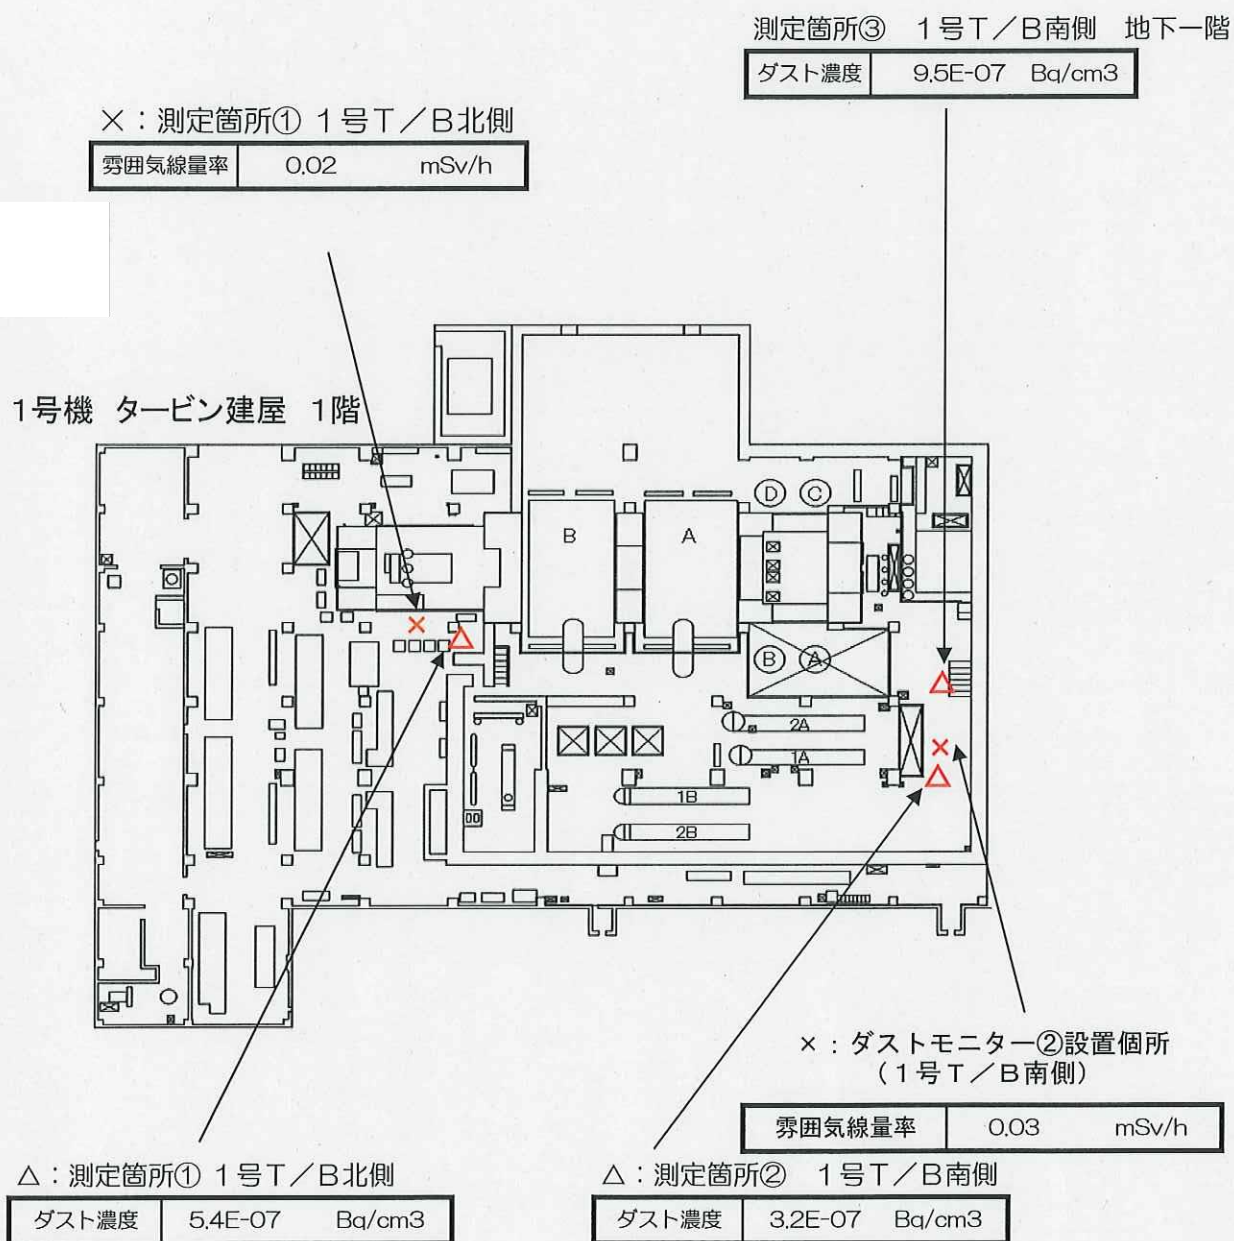 測定箇所③ 1号T/B南側 地下一階
ダスト濃度 9.5E-07 Bq/cm3
×:測定箇所① 1号T/B北側
雰囲気線量率 0.02 mSv/h
1号機 タービン建屋 1階
D C
B A
B A
2A
1A
1B
2B
×:ダストモニター②設置個所
(1号T/B南側)
雰囲気線量率 0.03 mSv/h
△:測定箇所① 1号T/B北側
ダスト濃度 5.4E-07 Bq/cm3
△:測定箇所② 1号T/B南側
ダスト濃度 3.2E-07 Bq/cm3